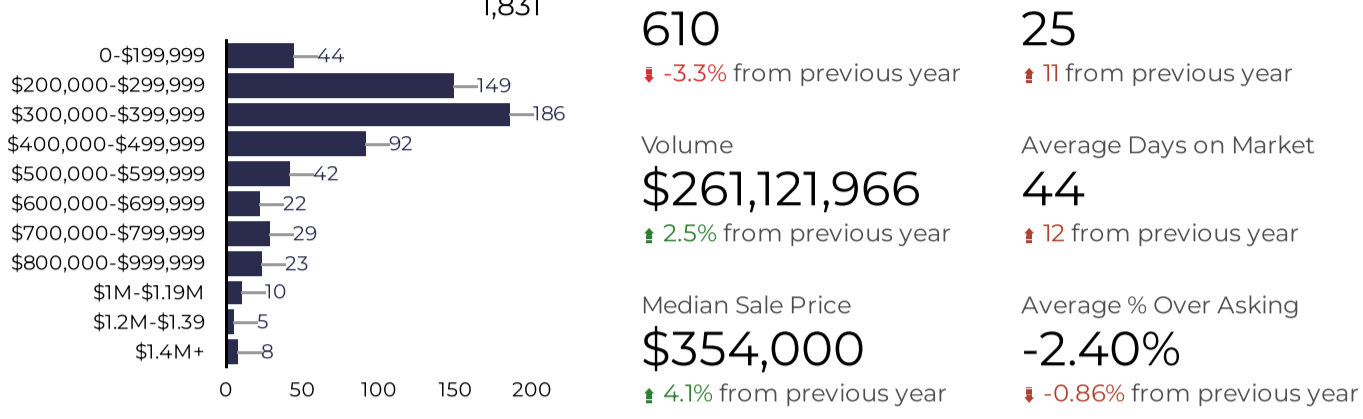 1,831
0-$199,999 44
$200,000-$299,999 149
$300,000-$399,999 186
$400,000-$499,999 92
$500,000-$599,999 42
$600,000-$699,999 22
$700,000-$799,999 29
$800,000-$999,999 23
$1M-$1.19M 10
$1.2M-$1.39 5
$1.4M+ 8
0 50 100 150 200
610
-3.3% from previous year
Volume
$261,121,966
2.5% from previous year
Median Sale Price
$354,000
4.1% from previous year
25
11 from previous year
Average Days on Market
44
12 from previous year
Average % Over Asking
-2.40%
-0.86% from previous year